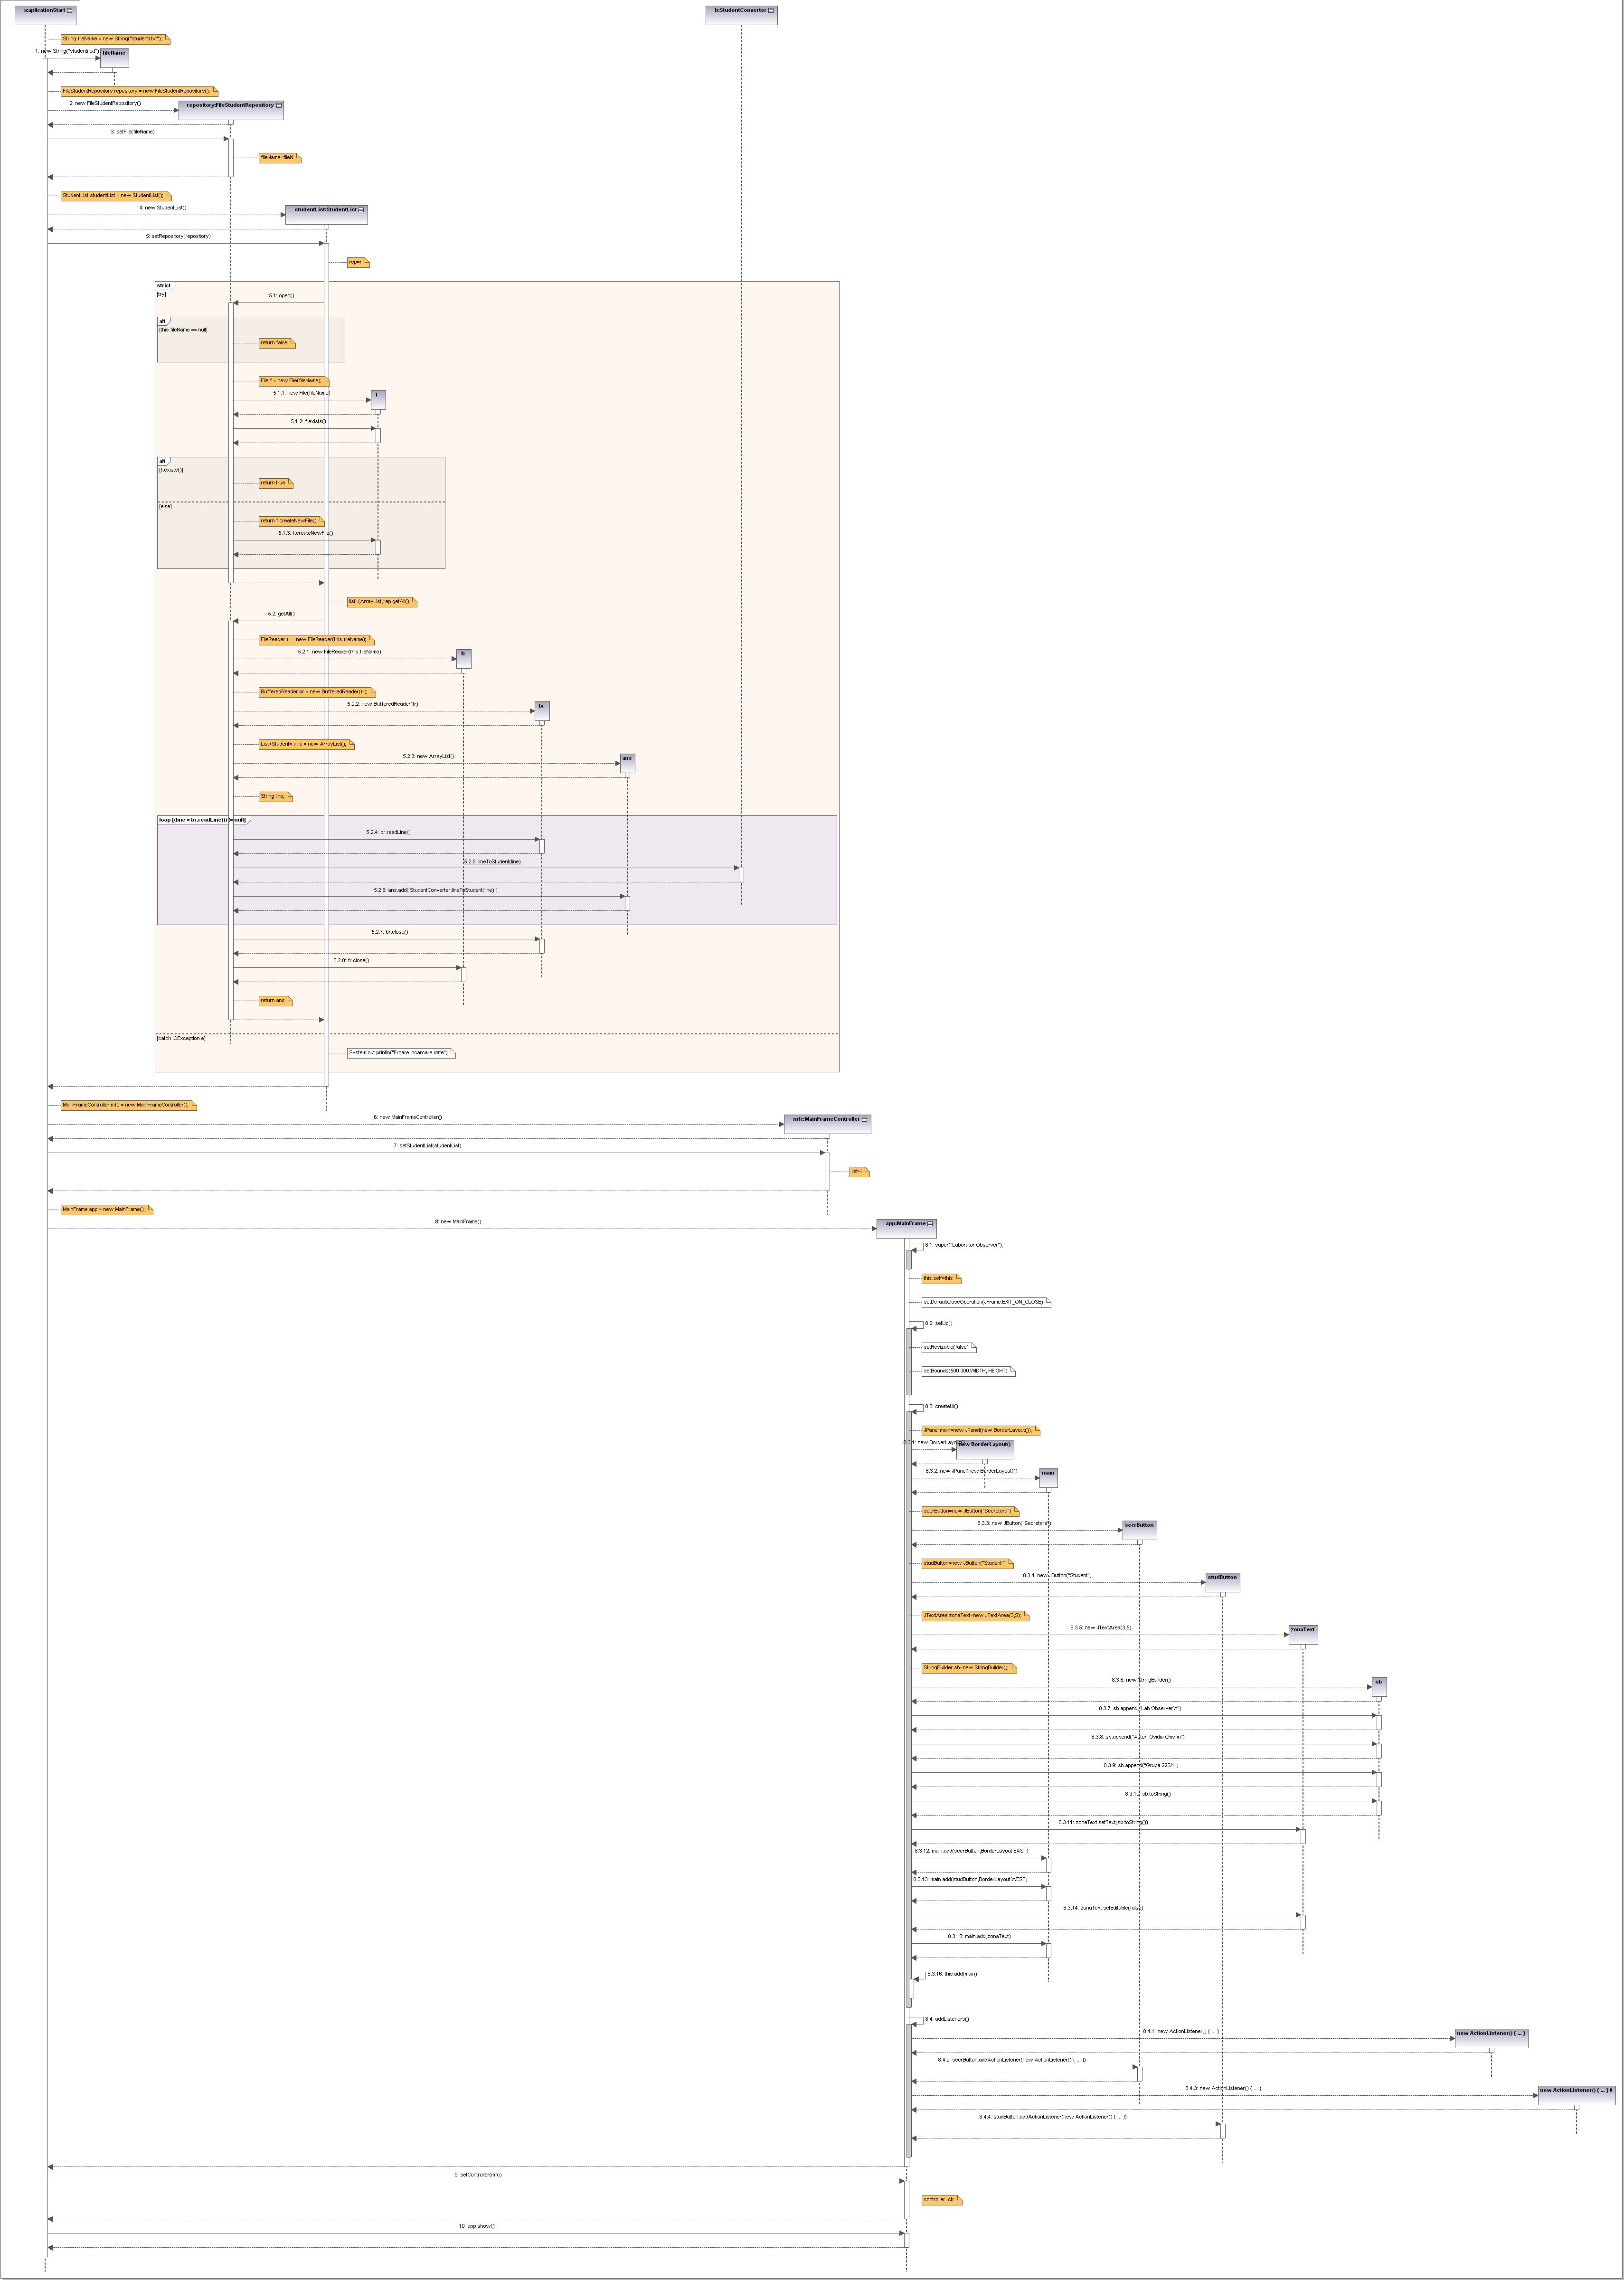 :aplicationStart
b:StudentConverter
String fileName = new String("studenti.txt");
1: new String("studenti.txt")
fileName
FileStudentRepository repository = new FileStudentRepository();
2: new FileStudentRepository()
repository:FileStudentRepository
3: setFile(fileName)
fileName=fileN
StudentList studentList = new StudentList();
4: new StudentList()
studentList:StudentList
5: setRepository(repository)
rep=r
strict
[try]
5.1: open()
alt
[this.fileName == null]
return false
File f = new File(fileName);
5.1.1: new File(fileName)
f
5.1.2: f.exists()
alt
[f.exists()]
return true
[else]
return f.createNewFile()
5.1.3: f.createNewFile()
list=(ArrayList)rep.getAll()
5.2: getAll()
FileReader fr = new FileReader(this.fileName);
5.2.1: new FileReader(this.fileName)
fr
BufferedReader br = new BufferedReader(fr);
5.2.2: new BufferedReader(fr)
br
List<Student> ans = new ArrayList();
5.2.3: new ArrayList()
ans
String line;
loop [(line = br.readLine()) != null]
5.2.4: br.readLine()
5.2.5: lineToStudent(line)
5.2.6: ans.add( StudentConverter.lineToStudent(line) )
5.2.7: br.close()
5.2.8: fr.close()
return ans
[catch IOException e]
System.out.println("Eroare incarcare date")
MainFrameController mfc = new MainFrameController();
6: new MainFrameController()
mfc:MainFrameController
7: setStudentList(studentList)
list=l
MainFrame app = new MainFrame();
8: new MainFrame()
app:MainFrame
8.1: super("Laborator Observer");
this.self=this
setDefaultCloseOperation(JFrame.EXIT_ON_CLOSE)
8.2: setUp()
setResizable(false)
setBounds(500,300,WIDTH, HEIGHT)
8.3: createUI()
JPanel main=new JPanel(new BorderLayout());
8.3.1: new BorderLayout()
new BorderLayout()
8.3.2: new JPanel(new BorderLayout())
main
secrButton=new JButton("Secretara")
8.3.3: new JButton("Secretara")
secrButton
studButton=new JButton("Student")
8.3.4: new JButton("Student")
studButton
JTextArea zonaText=new JTextArea(3,5);
8.3.5: new JTextArea(3,5)
zonaText
StringBuilder sb=new StringBuilder();
8.3.6: new StringBuilder()
sb
8.3.7: sb.append("Lab Observer\n")
8.3.8: sb.append("Autor: Ovidiu Chis \n")
8.3.9: sb.append("Grupa 225/1")
8.3.10: sb.toString()
8.3.11: zonaText.setText(sb.toString())
8.3.12: main.add(secrButton,BorderLayout.EAST)
8.3.13: main.add(studButton,BorderLayout.WEST)
8.3.14: zonaText.setEditable(false)
8.3.15: main.add(zonaText)
8.3.16: this.add(main)
8.4: addListeners()
8.4.1: new ActionListener() { ... }
new ActionListener() { ... }
8.4.2: secrButton.addActionListener(new ActionListener() { ... })
8.4.3: new ActionListener() { ... }
new ActionListener() { ... }#
8.4.4: studButton.addActionListener(new ActionListener() { ... })
9: setController(mfc)
controller=ctr
10: app.show()